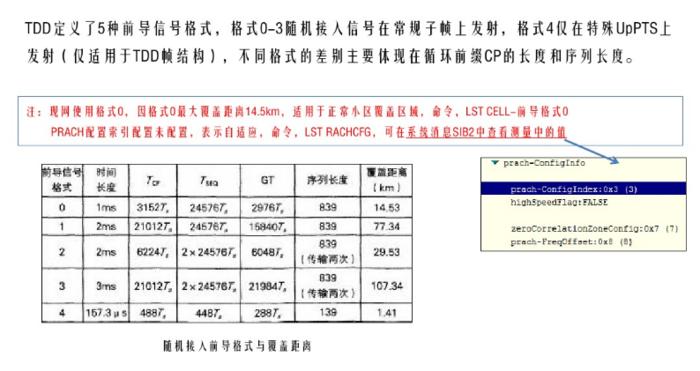 TDD定义了5种前导信号格式，格式0-3随机接入信号在常规子帧上发射，格式4仅在特殊UpPTS上
发射（仅适用于TDD帧结构），不同格式的差别主要体现在循环前缀CP的长度和序列长度。
注：现网使用格式0，因格式0最大覆盖距离14.5km，适用于正常小区覆盖区域，命令，LST CELL-前导格式0
PRACH配置索引配置未配置，表示自适应，命令，LST RACHCFG，可在系统消息SIB2中查看测量中的值
前导信号格式 时间长度 T_CP T_SEQ GT 序列长度 覆盖距离（km）
0 1ms 3152T_s 24576T_s 2976T_s 839 14.53
1 2ms 21012T_s 24576T_s 15840T_s 839 77.34
2 2ms 6224T_s 2×24576T_s 6048T_s 839（传输两次） 29.53
3 3ms 21012T_s 2×24576T_s 21984T_s 839（传输两次） 107.34
4 157.3μs 488T_s 448T_s 288T_s 139 1.41
随机接入前导格式与覆盖距离
prach-ConfigInfo
prach-ConfigIndex:0x3 (3)
highSpeedFlag:FALSE
zeroCorrelationZoneConfig:0x7 (7)
prach-FreqOffset:0x8 (8)